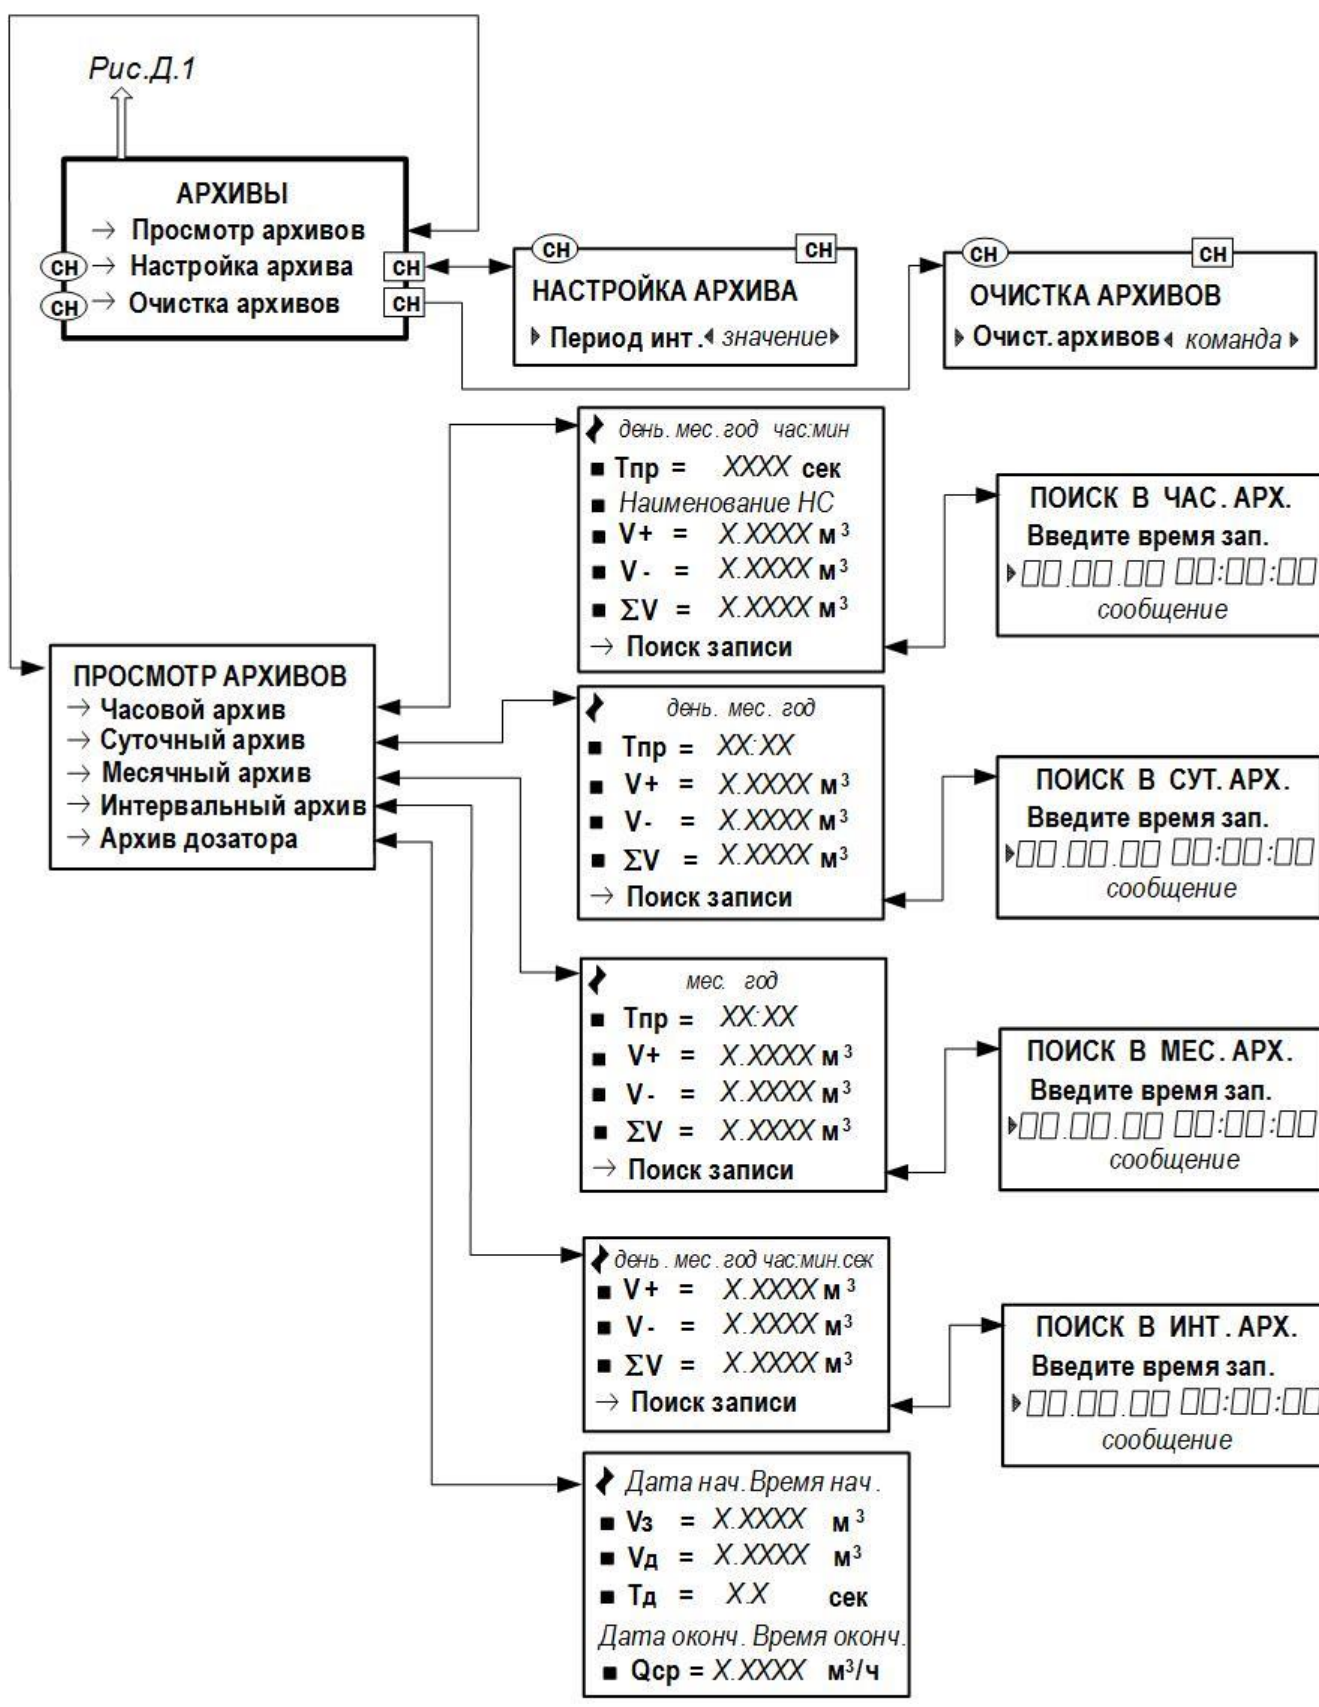 Рис.Д.1
АРХИВЫ
→ Просмотр архивов
СН → Настройка архива СН
СН → Очистка архивов СН
СН СН
НАСТРОЙКА АРХИВА
Период инт. значение
СН СН
ОЧИСТКА АРХИВОВ
Очист. архивов команда
ПРОСМОТР АРХИВОВ
→ Часовой архив
→ Суточный архив
→ Месячный архив
→ Интервальный архив
→ Архив дозатора
день. мес. год час:мин
Тпр = XXXX сек
Наименование НС
V+ = X.XXXX м³
V- = X.XXXX м³
ΣV = X.XXXX м³
→ Поиск записи
ПОИСК В ЧАС. АРХ.
Введите время зап.
00.00.00 00:00:00
сообщение
день. мес. год
Тпр = XX:XX
V+ = X.XXXX м³
V- = X.XXXX м³
ΣV = X.XXXX м³
→ Поиск записи
ПОИСК В СУТ. АРХ.
Введите время зап.
00.00.00 00:00:00
сообщение
мес. год
Тпр = XX:XX
V+ = X.XXXX м³
V- = X.XXXX м³
ΣV = X.XXXX м³
→ Поиск записи
ПОИСК В МЕС. АРХ.
Введите время зап.
00.00.00 00:00:00
сообщение
день. мес. год час:мин.сек
V+ = X.XXXX м³
V- = X.XXXX м³
ΣV = X.XXXX м³
→ Поиск записи
ПОИСК В ИНТ. АРХ.
Введите время зап.
00.00.00 00:00:00
сообщение
Дата нач. Время нач.
Vз = X.XXXX м³
Vд = X.XXXX м³
Тд = X.X сек
Дата оконч. Время оконч.
Qср = X.XXXX м³/ч